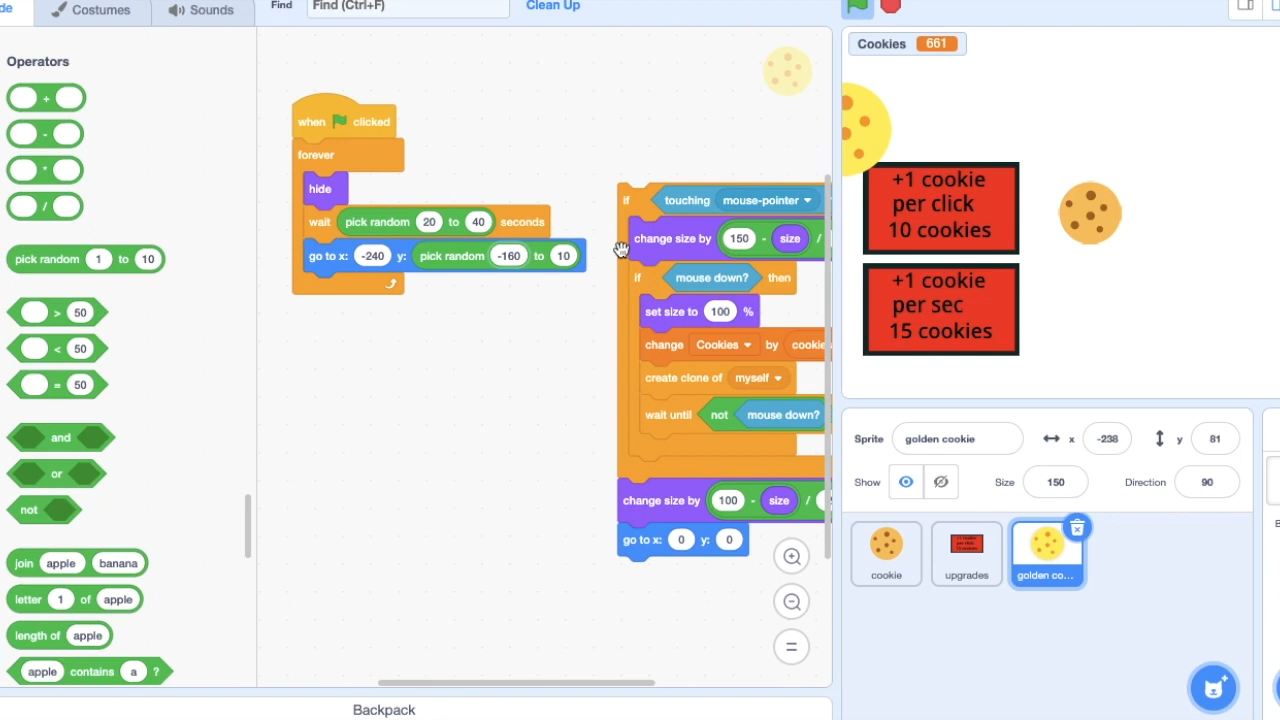 de Costumes Sounds Find Find (Ctrl+F) Clean Up
Operators
+
-
*
/
pick random 1 to 10
> 50
< 50
= 50
and
or
not
join apple banana
letter 1 of apple
length of apple
apple contains a ?
when clicked
forever
hide
wait pick random 20 to 40 seconds
go to x: -240 y: pick random -160 to 10
if touching mouse-pointer
change size by 150 - size /
if mouse down? then
set size to 100 %
change Cookies by cookie
create clone of myself
wait until not mouse down?
change size by 100 - size /
go to x: 0 y: 0
=
Backpack
Cookies 661
+1 cookie
per click
10 cookies
+1 cookie
per sec
15 cookies
Sprite golden cookie x -238 y 81
Show Size 150 Direction 90
cookie upgrades golden co...